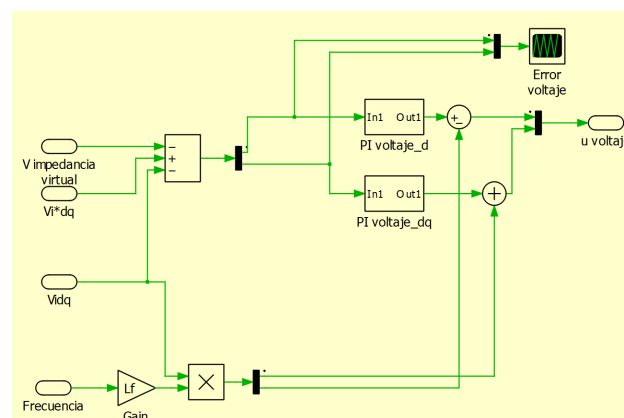 Error
voltaje
In1 Out1
PI voltaje_d
u voltaj
V impedancia
virtual
Vi*dq
In1 Out1
PI voltaje_dq
Vidq
Lf
Frecuencia
Gain